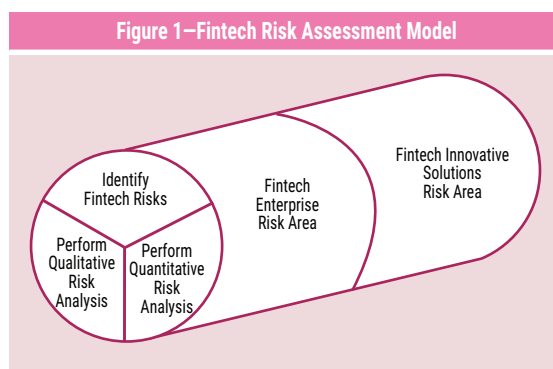 Figure 1—Fintech Risk Assessment Model
Identify
Fintech Risks
Perform
Qualitative
Risk
Analysis
Perform
Quantitative
Risk
Analysis
Fintech
Enterprise
Risk Area
Fintech Innovative
Solutions
Risk Area